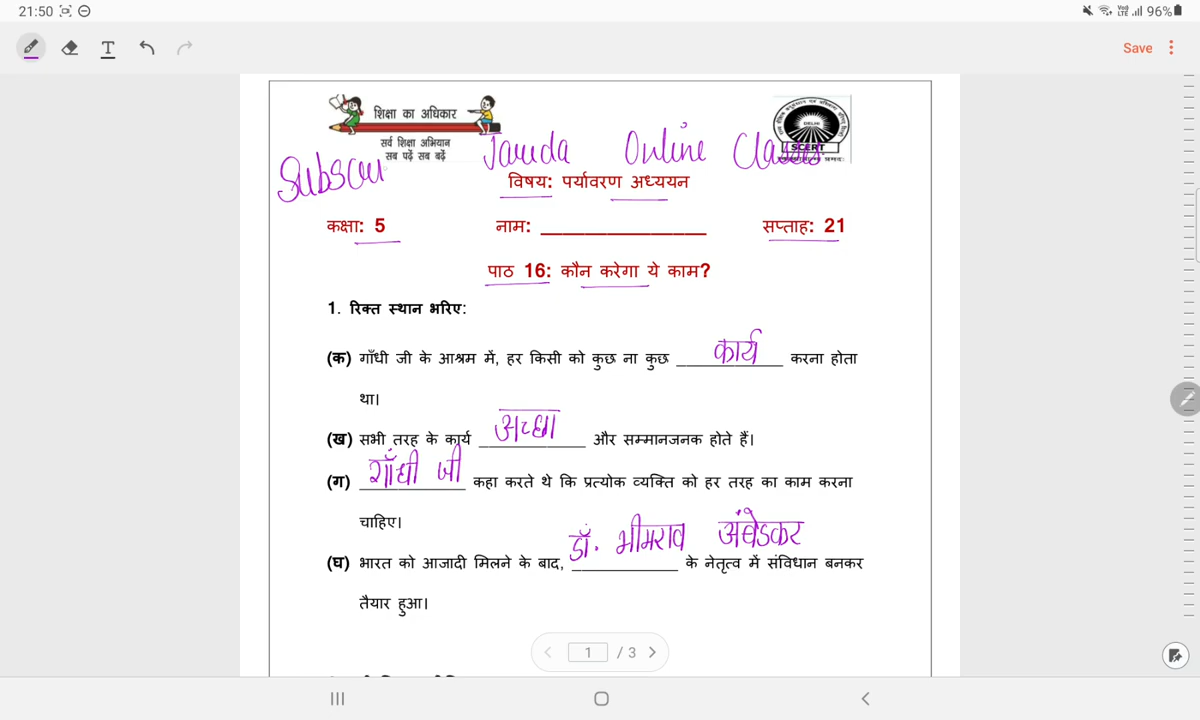 21:50
96%
Save
शिक्षा का अधिकार
सर्व शिक्षा अभियान
सब पढ़ें सब बढ़ें
DELHI
SCERT
Subscri Jamda Online Classes
विषय: पर्यावरण अध्ययन
कक्षा: 5 नाम: ________________ सप्ताह: 21
पाठ 16: कौन करेगा ये काम?
1. रिक्त स्थान भरिए:
(क) गाँधी जी के आश्रम में, हर किसी को कुछ ना कुछ कार्य करना होता
था।
(ख) सभी तरह के कार्य अच्छा और सम्मानजनक होते हैं।
(ग) गाँधी जी कहा करते थे कि प्रत्योक व्यक्ति को हर तरह का काम करना
चाहिए।
(घ) भारत को आजादी मिलने के बाद, डॉ. भीमराव अंबेडकर के नेतृत्व में संविधान बनकर
तैयार हुआ।
1 / 3